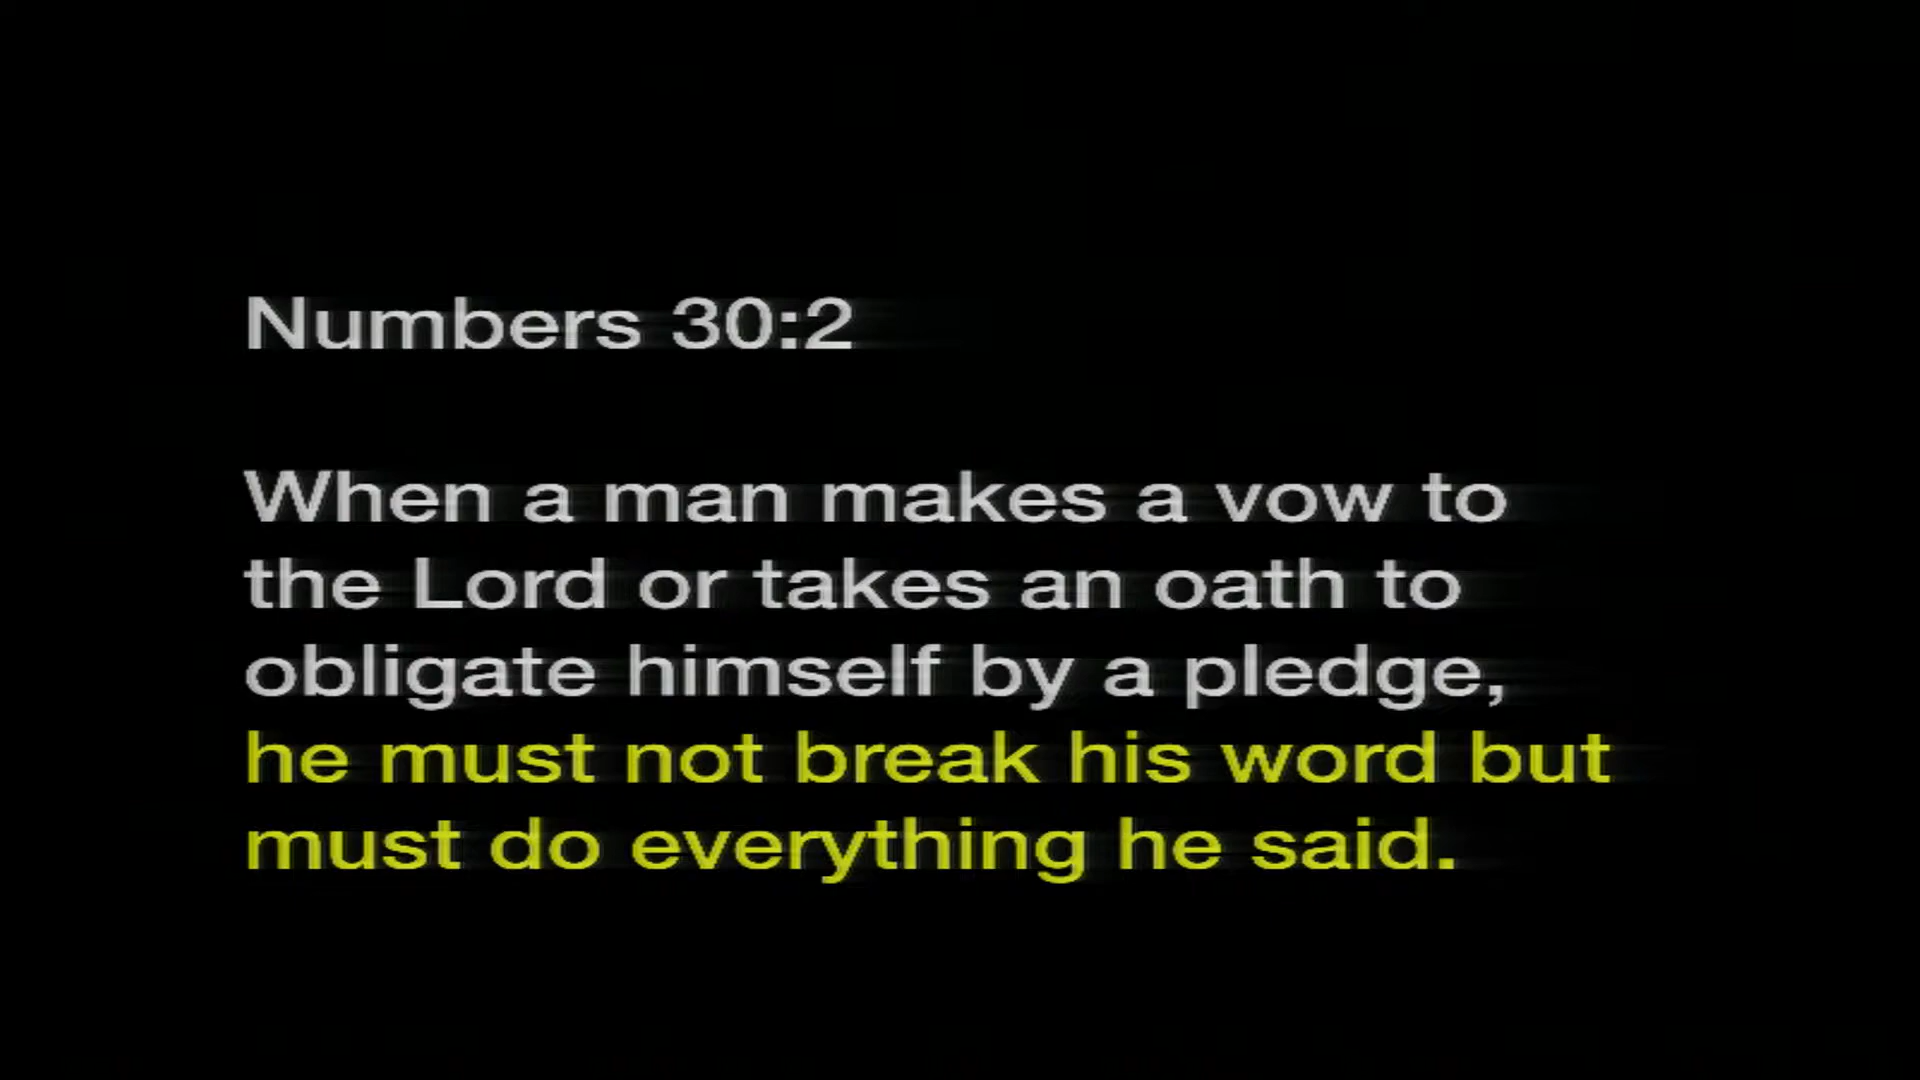 Numbers 30:2
When a man makes a vow to
the Lord or takes an oath to
obligate himself by a pledge,
he must not break his word but
must do everything he said.